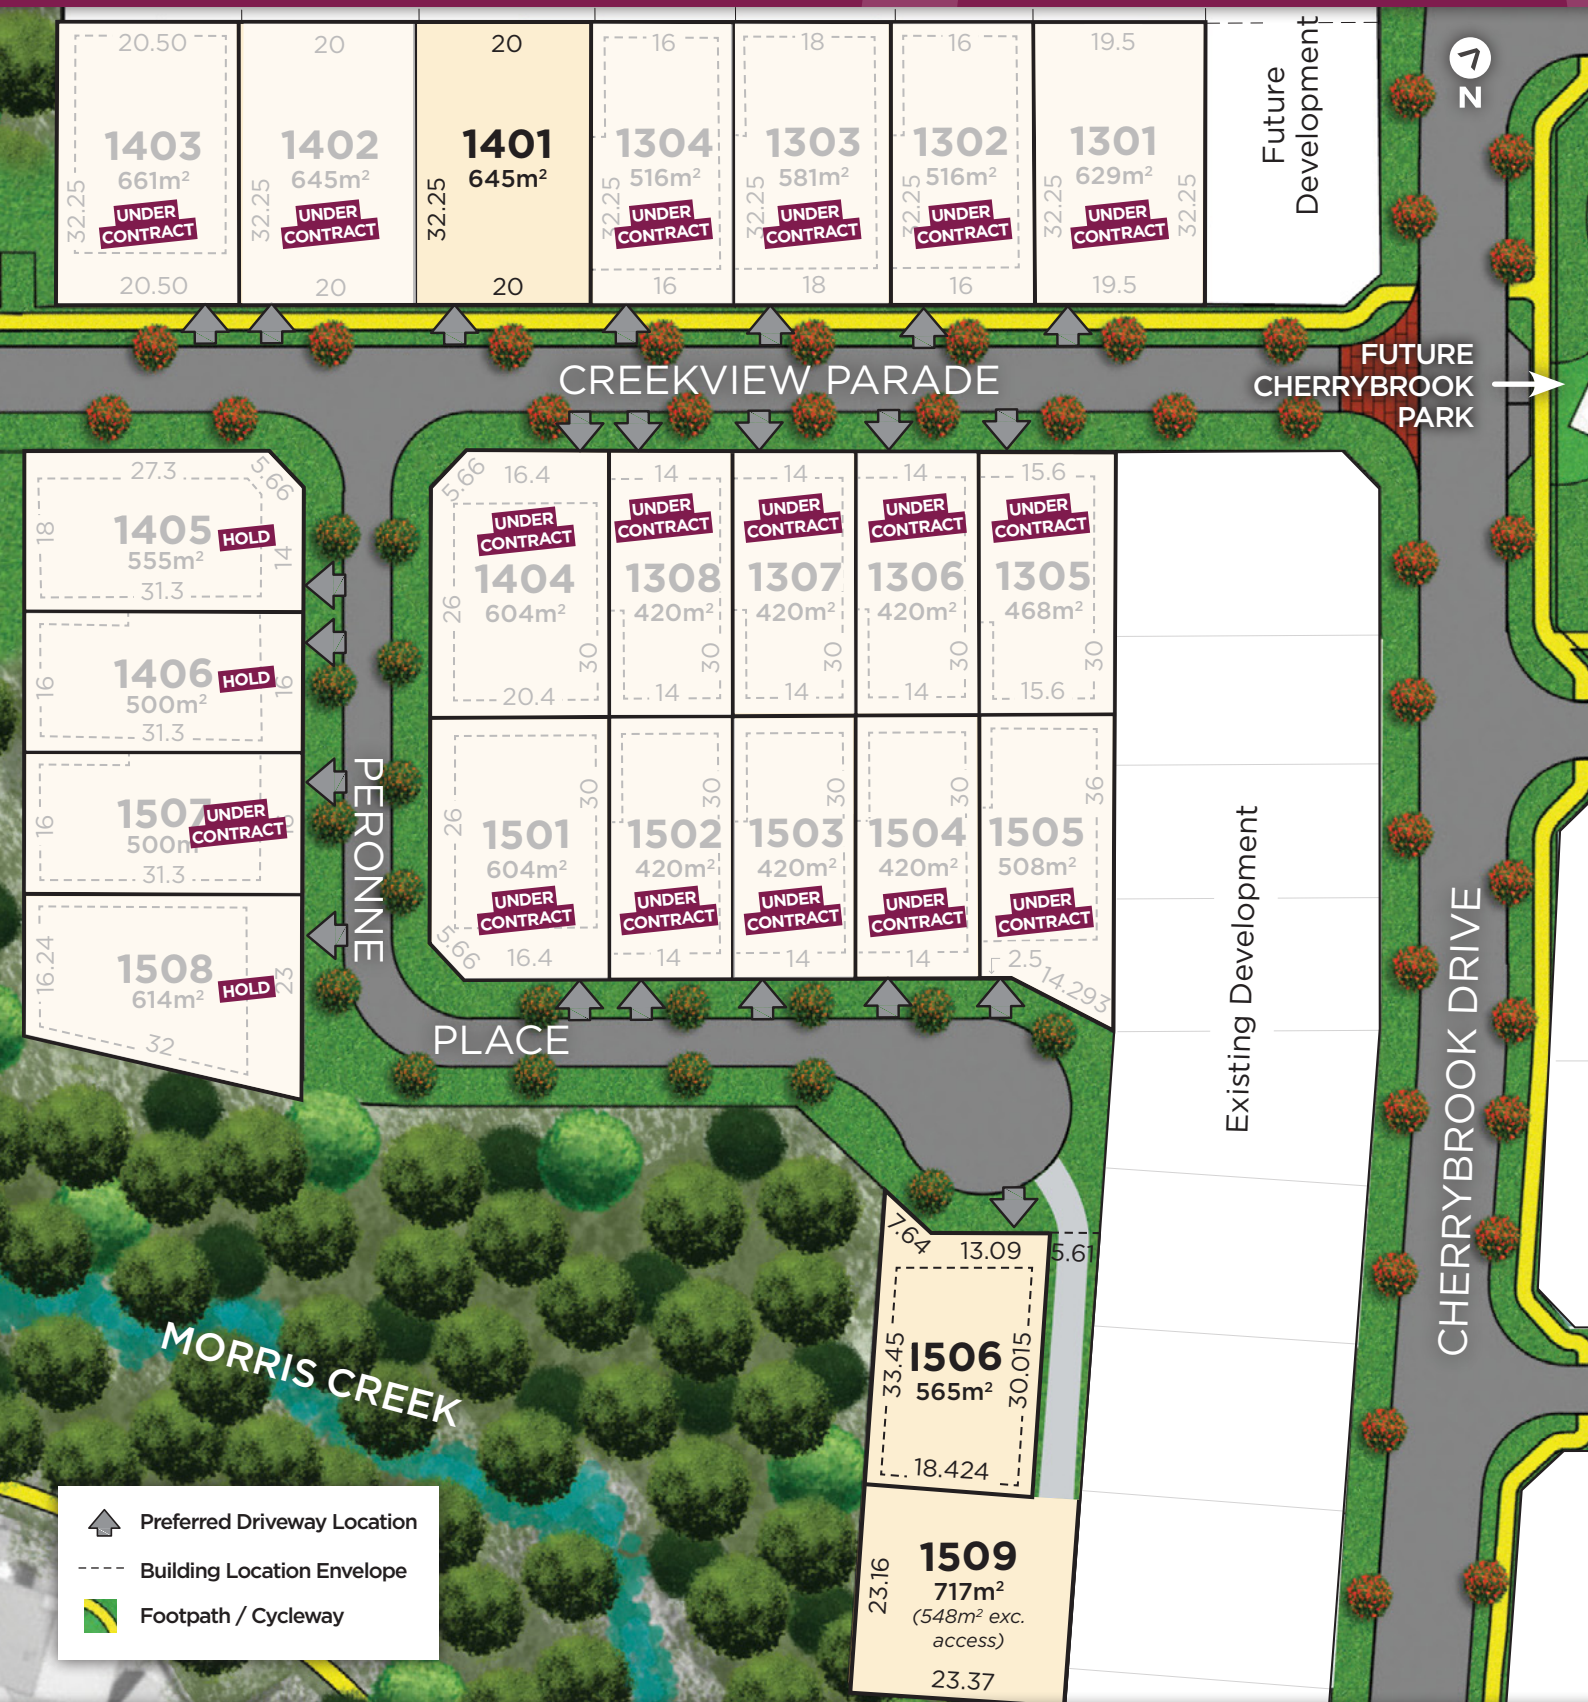 20.50
20
20
16
18
16
19.5
Future
Development
N
1403
661m²
32.25
UNDER
CONTRACT
20.50
1402
645m²
32.25
UNDER
CONTRACT
20
1401
645m²
32.25
20
1304
516m²
32.25
UNDER
CONTRACT
16
1303
581m²
32.25
UNDER
CONTRACT
18
1302
516m²
32.25
UNDER
CONTRACT
16
1301
629m²
32.25
32.25
UNDER
CONTRACT
19.5
CREEKVIEW PARADE
FUTURE
CHERRYBROOK
PARK
27.3
5.66
18
1405
555m²
HOLD
14
31.3
1406
500m²
HOLD
16
16
31.3
16
1507
500m
UNDER
CONTRACT
31.3
16.24
1508
614m²
HOLD
23
32
PERONNE
PLACE
5.66
16.4
UNDER
CONTRACT
1404
604m²
26
30
20.4
14
UNDER
CONTRACT
1308
420m²
30
14
14
UNDER
CONTRACT
1307
420m²
30
14
14
UNDER
CONTRACT
1306
420m²
30
14
15.6
UNDER
CONTRACT
1305
468m²
30
15.6
26
30
1501
604m²
UNDER
CONTRACT
5.66
16.4
30
1502
420m²
UNDER
CONTRACT
14
30
1503
420m²
UNDER
CONTRACT
14
30
1504
420m²
UNDER
CONTRACT
14
36
1505
508m²
UNDER
CONTRACT
2.5
14.293
Existing Development
CHERRYBROOK DRIVE
7.64
13.09
5.61
33.45
1506
565m²
30.015
18.424
1509
717m²
(548m² exc.
access)
23.16
23.37
MORRIS CREEK
Preferred Driveway Location
Building Location Envelope
Footpath / Cycleway